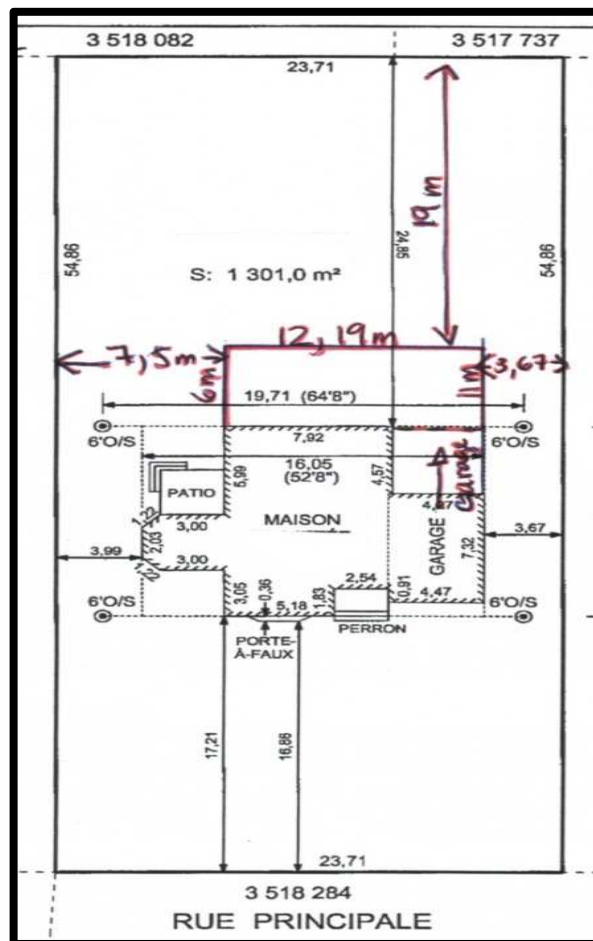 3 518 082
3 517 737
23,71
19 m
24,85
54,86
54,86
S: 1 301,0 m²
12,19m
7,5m
6m
11m
3,67
19,71 (64'8")
6'O/S
6'O/S
7,92
16,05
(52'8")
5,99
4,57
garage
PATIO
MAISON
GARAGE
7,32
3,67
3,00
2,03
3,99
3,00
1,20
2,54
3,05
0,36
5,18
1,83
0,91
4,47
6'O/S
6'O/S
PORTE-
À-FAUX
PERRON
17,21
16,86
23,71
3 518 284
RUE PRINCIPALE